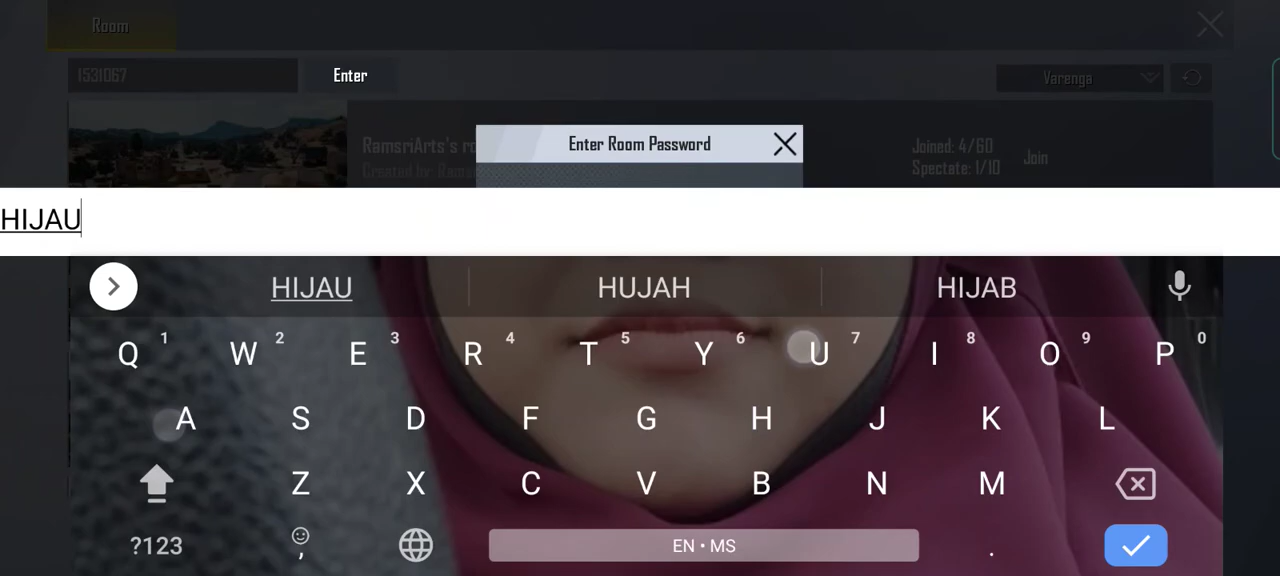 Room
1531067
Enter
Varenga
RamsriArts's ro
Created by: Rams
Joined: 4/60
Spectate: 1/10
Join
Enter Room Password
HIJAU
HIJAU HUJAH HIJAB
Q 1 W 2 E 3 R 4 T 5 Y 6 U 7 I 8 O 9 P 0
A S D F G H J K L
Z X C V B N M
?123 , EN • MS .